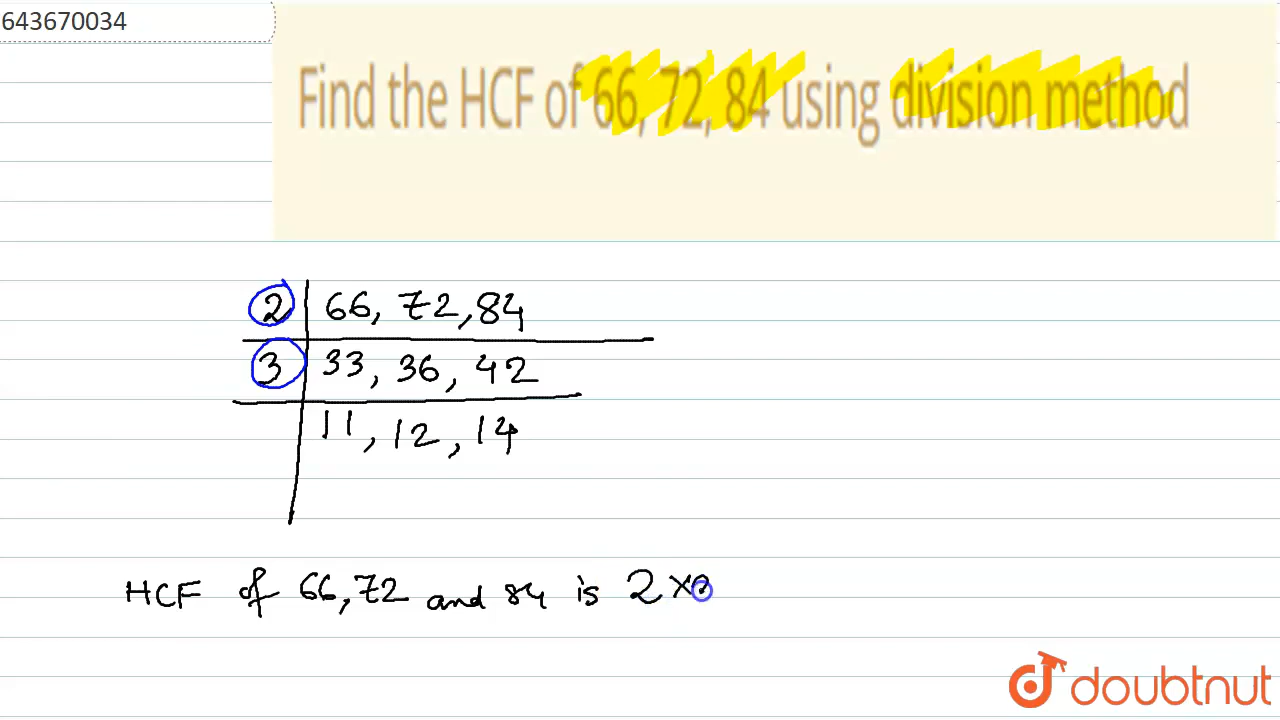 643670034
Find the HCF of 66, 72, 84 using division method
2 66, 72, 84
3 33, 36, 42
11, 12, 14
HCF of 66, 72 and 84 is 2 ×
doubtnut